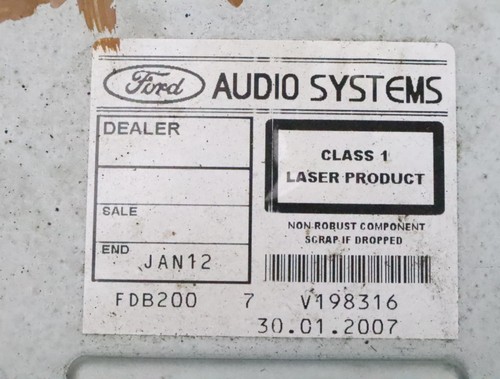 Ford AUDIO SYSTEMS
DEALER
CLASS 1
LASER PRODUCT
SALE
NON ROBUST COMPONENT
SCRAP IF DROPPED
END JAN12
FDB200 7 V198316
30.01.2007